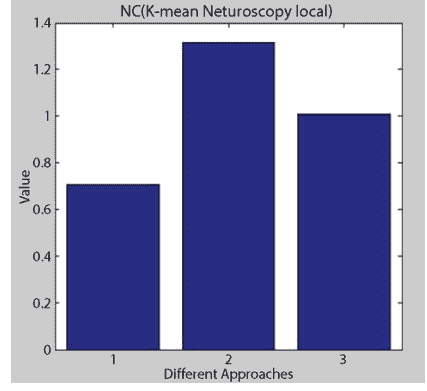 NC(K-mean Neturoscopy local)
1.4
1.2
1
0.8
0.6
0.4
0.2
0
Value
1 2 3
Different Approaches